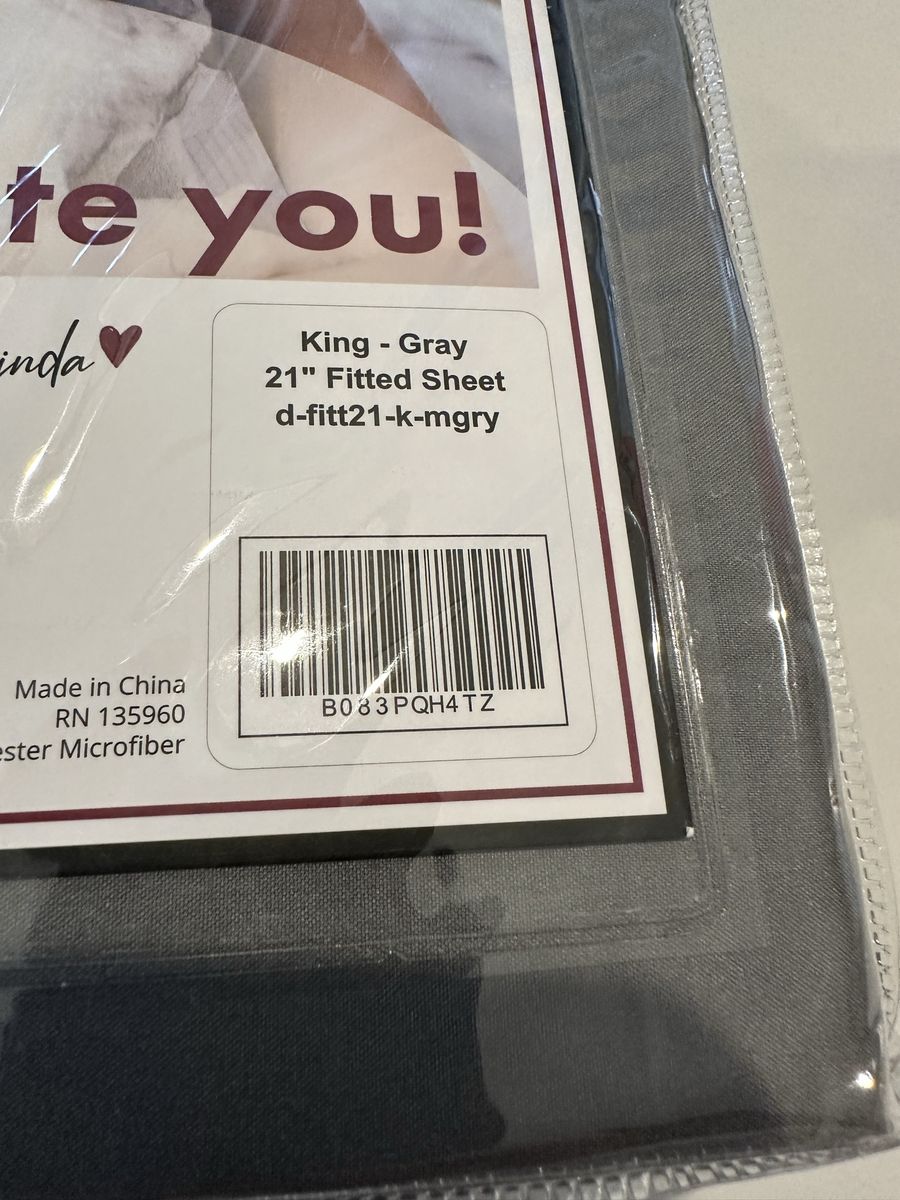 te you!
inda
King - Gray
21" Fitted Sheet
d-fitt21-k-mgry
B083PQH4TZ
Made in China
RN 135960
ester Microfiber